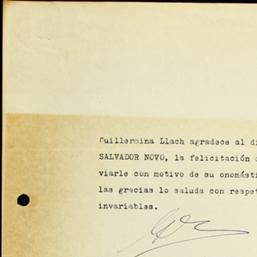 Guillermina Llach agradece al di
SALVADOR NOVO, la felicitación
viarle con motivo de su onomásti
las gracias lo saluda con respet
invariables.